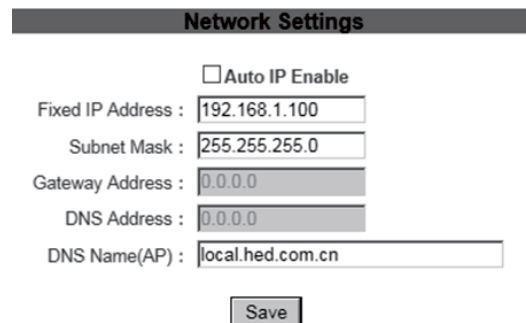 Network Settings
Auto IP Enable
Fixed IP Address : 192.168.1.100
Subnet Mask : 255.255.255.0
Gateway Address : 0.0.0.0
DNS Address : 0.0.0.0
DNS Name(AP) : local.hed.com.cn
Save